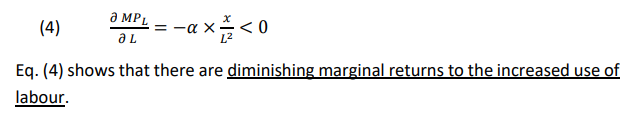 (4) ∂ MP_L / ∂ L = −α × x / L² < 0
Eq. (4) shows that there are diminishing marginal returns to the increased use of
labour.